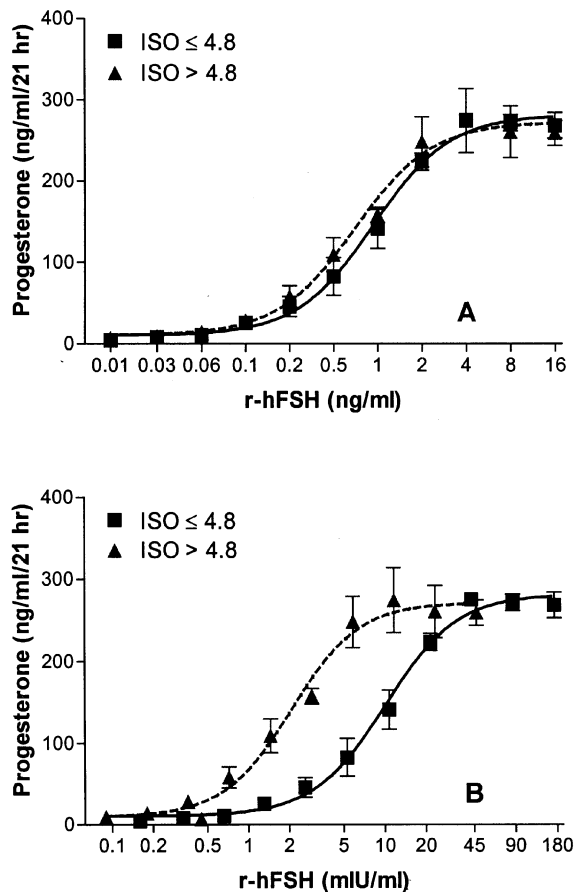 400
300
200
100
0
Progesterone (ng/ml/21 hr)
ISO ≤ 4.8
ISO > 4.8
A
0.01 0.03 0.06 0.1 0.2 0.5 1 2 4 8 16
r-hFSH (ng/ml)
400
300
200
100
0
Progesterone (ng/ml/21 hr)
ISO ≤ 4.8
ISO > 4.8
B
0.1 0.2 0.5 1 2 5 10 20 45 90 180
r-hFSH (mIU/ml)